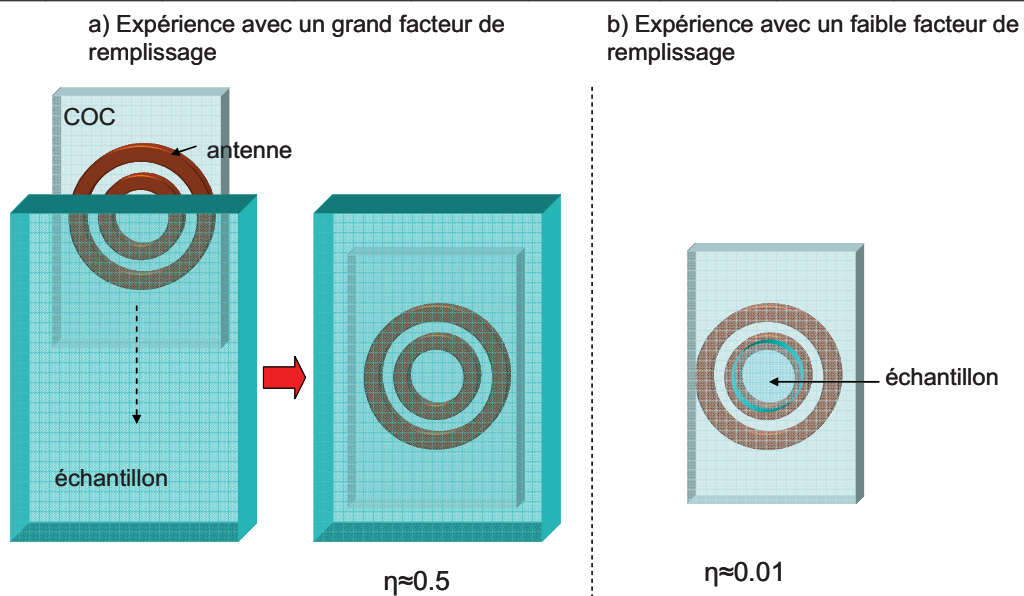 a) Expérience avec un grand facteur de
remplissage
COC
antenne
échantillon
η≈0.5
b) Expérience avec un faible facteur de
remplissage
échantillon
η≈0.01